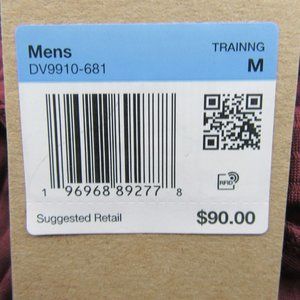 Mens TRAINNG
DV9910-681 M
1 96968 89277 8
RFID
Suggested Retail $90.00